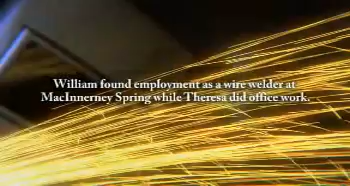 William found employment as a wire welder at
MacInnerney Spring while Theresa did office work.